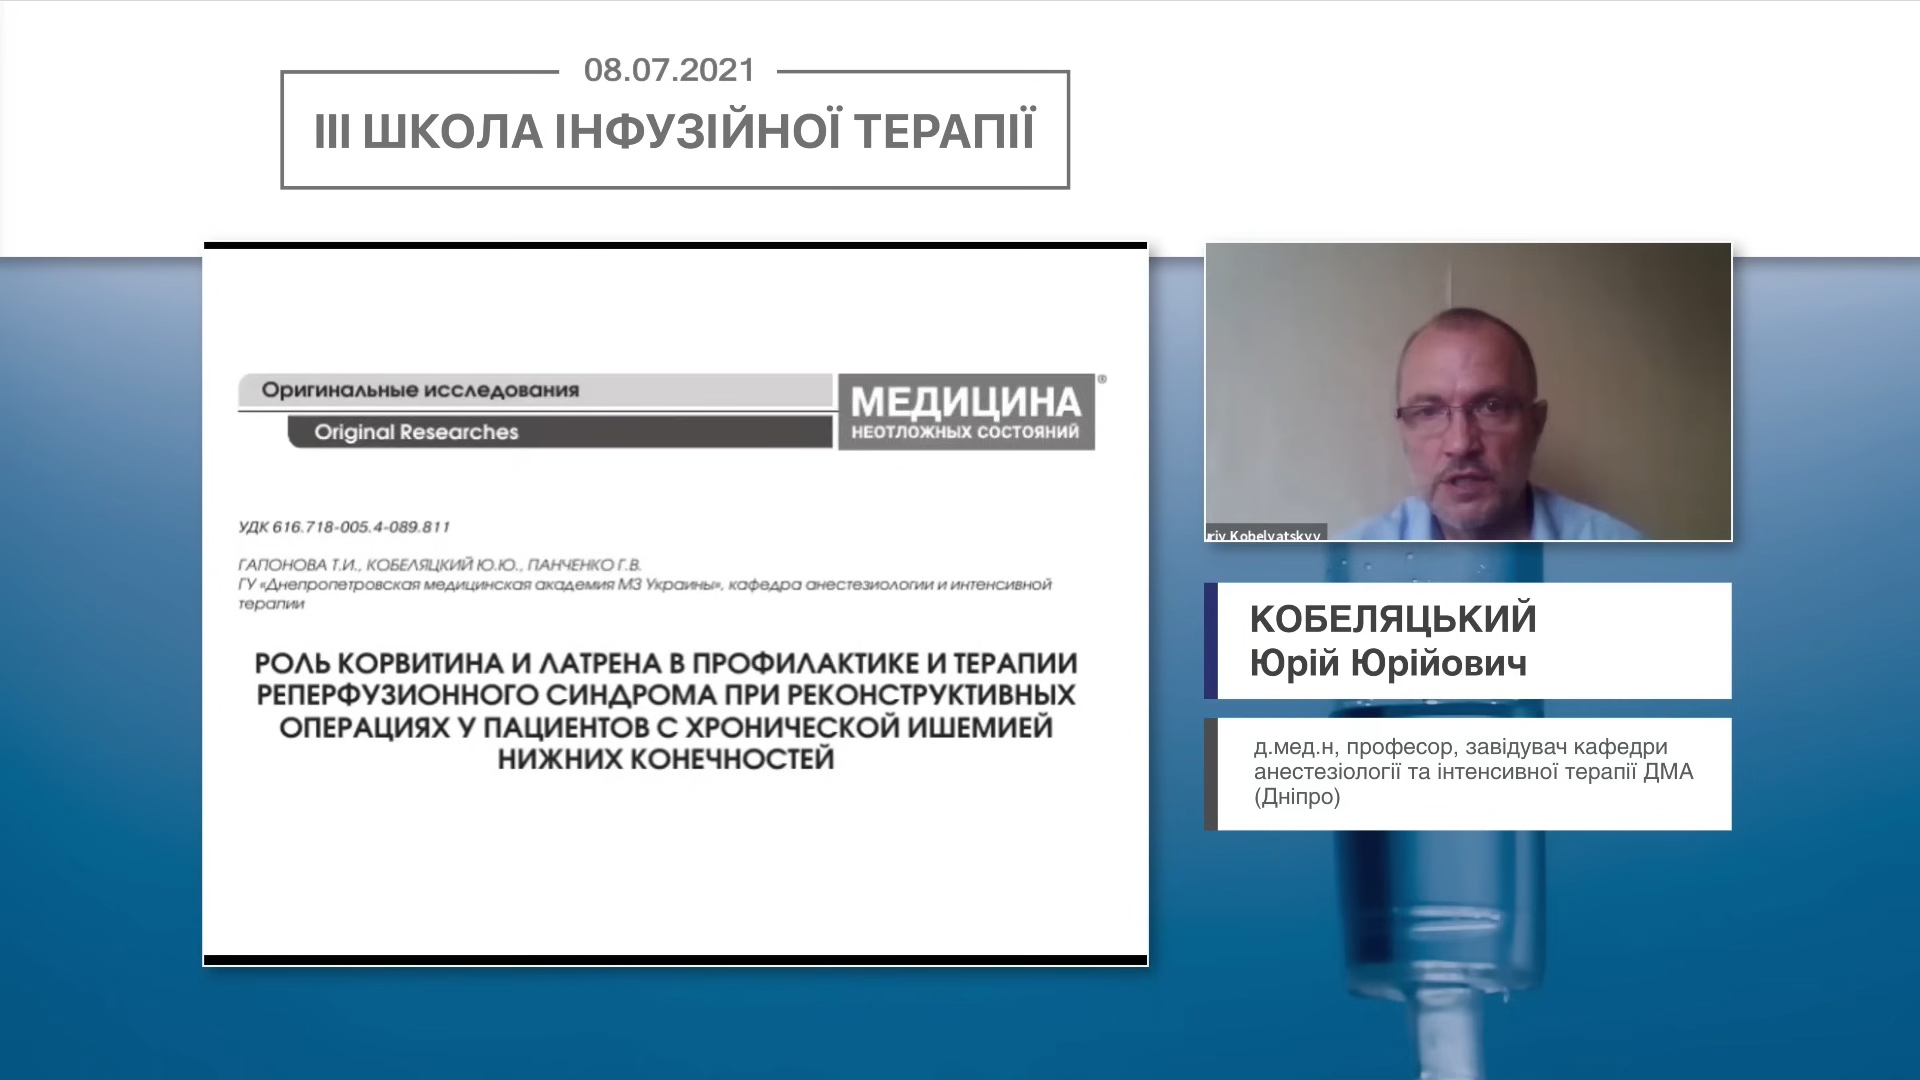 08.07.2021
ІІІ ШКОЛА ІНФУЗІЙНОЇ ТЕРАПІЇ
Оригинальные исследования
Original Researches
МЕДИЦИНА
®
НЕОТЛОЖНЫХ СОСТОЯНИЙ
УДК 616.718-005.4-089.811
ГАПОНОВА Т.И., КОБЕЛЯЦКИЙ Ю.Ю., ПАНЧЕНКО Г.В.
ГУ «Днепропетровская медицинская академия МЗ Украины», кафедра анестезиологии и интенсивной
терапии
РОЛЬ КОРВИТИНА И ЛАТРЕНА В ПРОФИЛАКТИКЕ И ТЕРАПИИ
РЕПЕРФУЗИОННОГО СИНДРОМА ПРИ РЕКОНСТРУКТИВНЫХ
ОПЕРАЦИЯХ У ПАЦИЕНТОВ С ХРОНИЧЕСКОЙ ИШЕМИЕЙ
НИЖНИХ КОНЕЧНОСТЕЙ
riy Kobelyatskyy
КОБЕЛЯЦЬКИЙ
Юрій Юрійович
д.мед.н, професор, завідувач кафедри
анестезіології та інтенсивної терапії ДМА
(Дніпро)